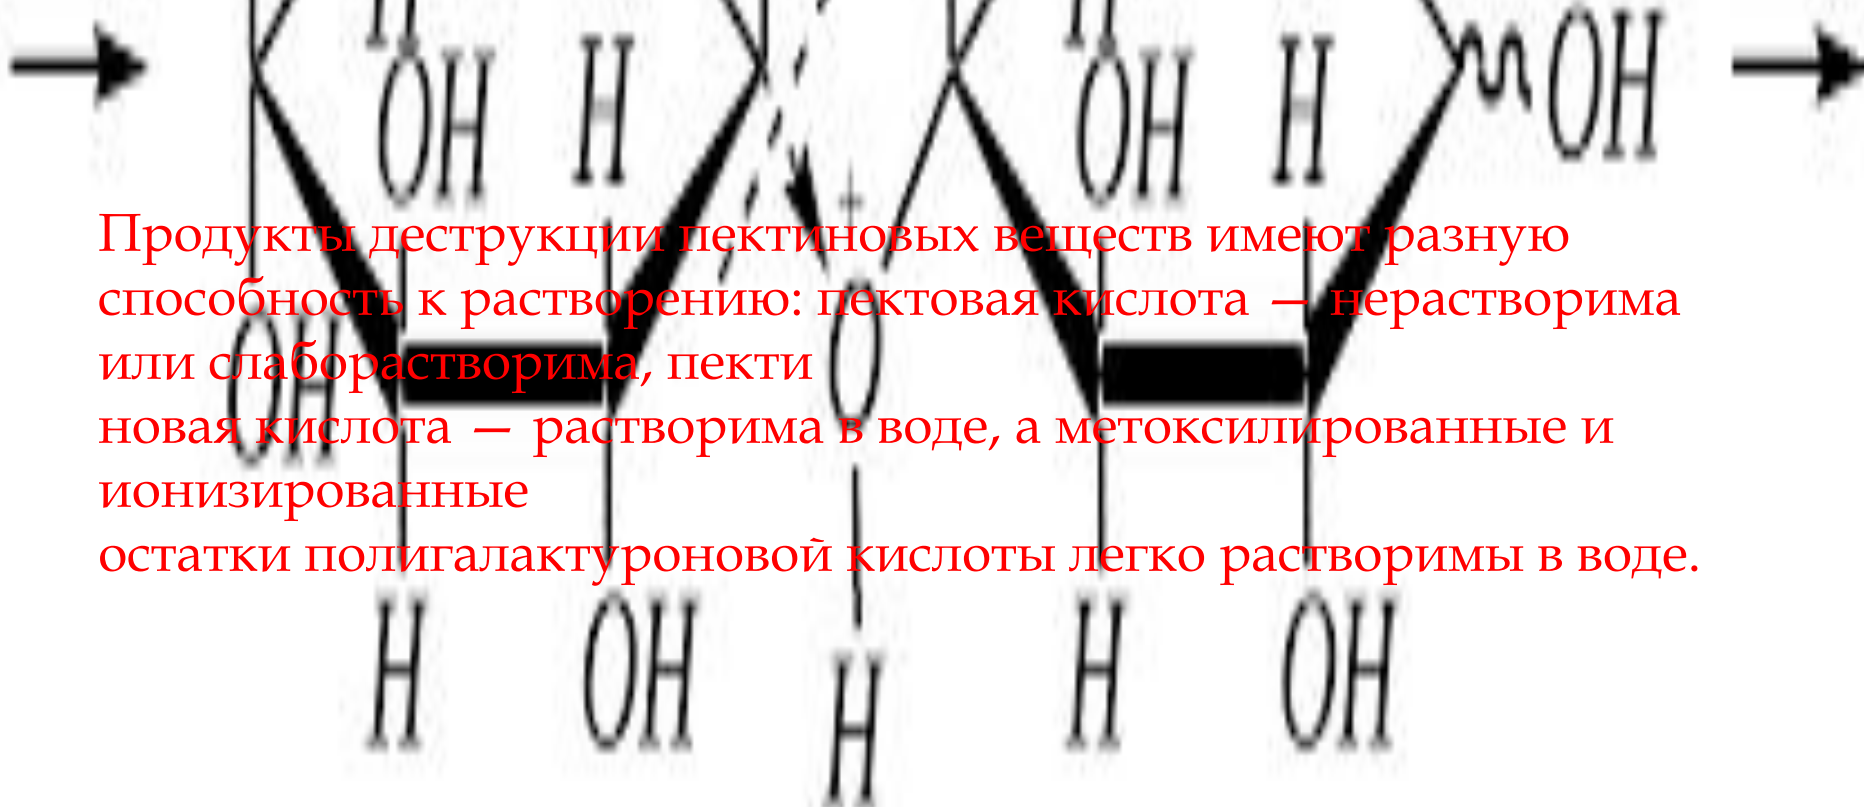 H H
OH H OH H OH
+
Продукты деструкции пектиновых веществ имеют разную
способность к растворению: пектовая кислота — нерастворима
или слаборастворима, пекти
новая кислота — растворима в воде, а метоксилированные и
ионизированные
остатки полигалактуроновой кислоты легко растворимы в воде.
OH O
H OH H H OH